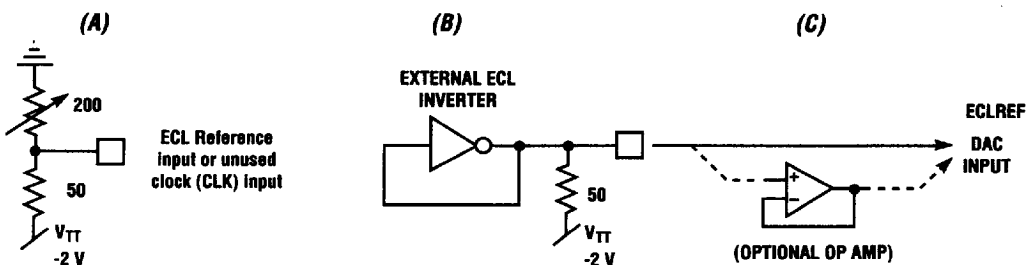 (A)
200
50
V_TT
-2 V
ECL Reference
input or unused
clock (CLK) input
(B)
EXTERNAL ECL
INVERTER
50
V_TT
-2 V
(C)
+
−
(OPTIONAL OP AMP)
ECLREF
DAC
INPUT